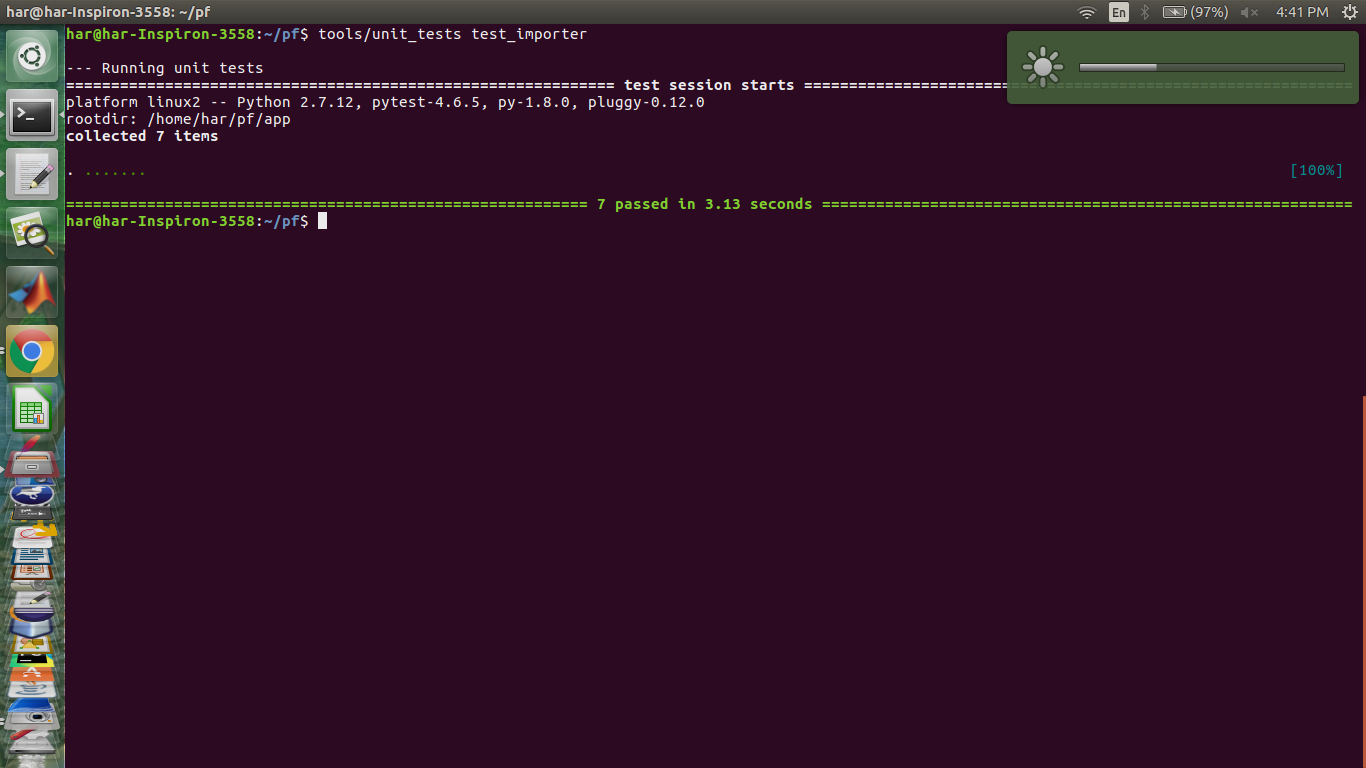 har@har-Inspiron-3558: ~/pf En (97%) 4:41 PM
har@har-Inspiron-3558:~/pf$ tools/unit_tests test_importer
--- Running unit tests
============================================================= test session starts =============================================================
platform linux2 -- Python 2.7.12, pytest-4.6.5, py-1.8.0, pluggy-0.12.0
rootdir: /home/har/pf/app
collected 7 items
. ....... [100%]
========================================================== 7 passed in 3.13 seconds ===========================================================
har@har-Inspiron-3558:~/pf$